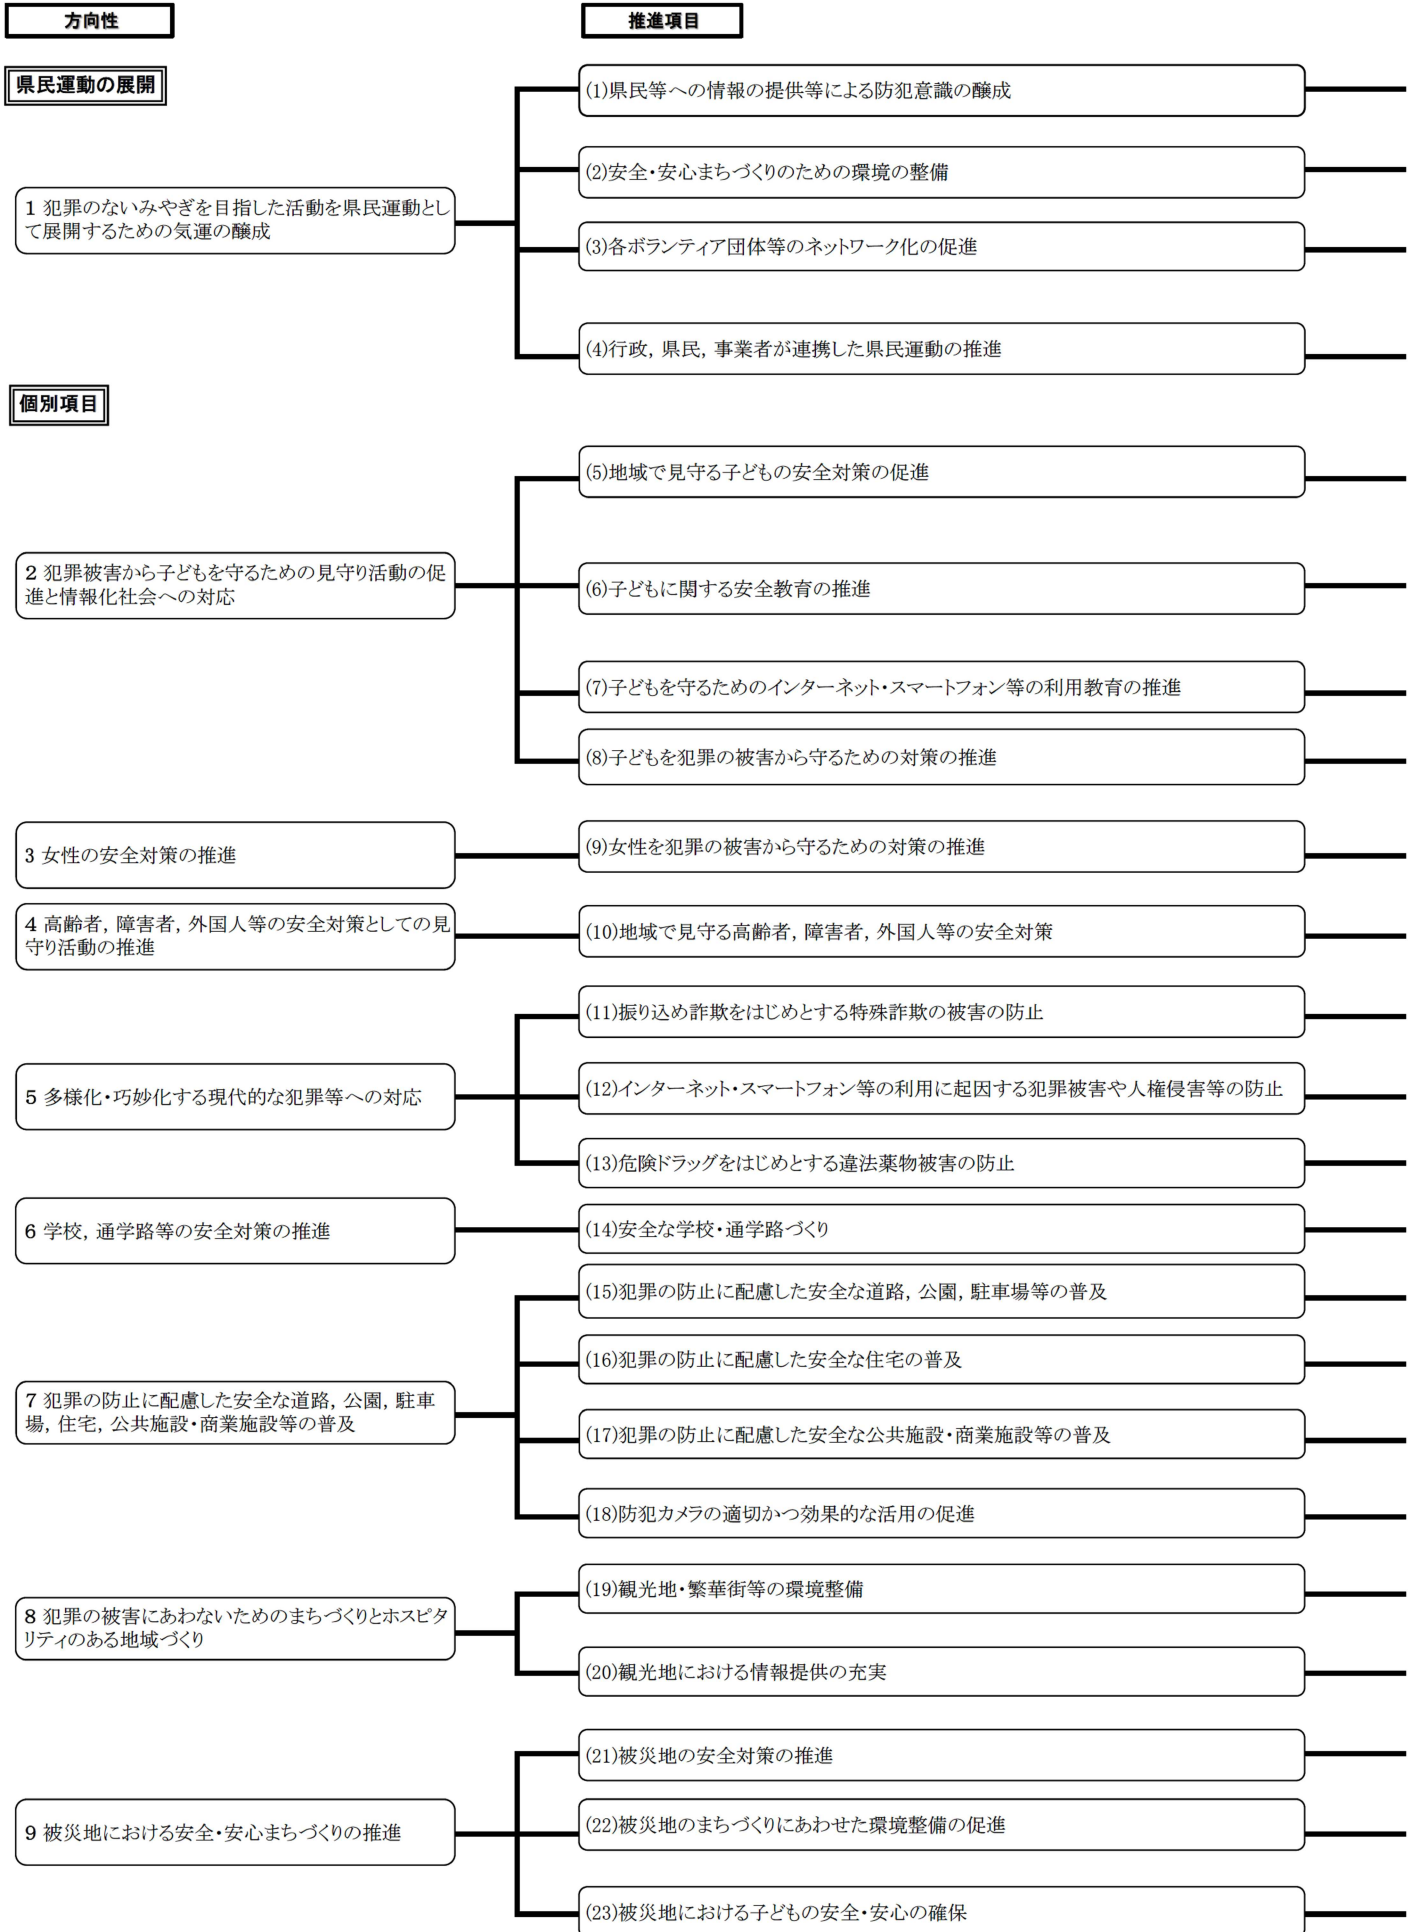 方向性
推進項目
県民運動の展開
1 犯罪のないみやぎを目指した活動を県民運動とし
て展開するための気運の醸成
(1)県民等への情報の提供等による防犯意識の醸成
(2)安全・安心まちづくりのための環境の整備
(3)各ボランティア団体等のネットワーク化の促進
(4)行政，県民，事業者が連携した県民運動の推進
個別項目
2 犯罪被害から子どもを守るための見守り活動の促
進と情報化社会への対応
(5)地域で見守る子どもの安全対策の促進
(6)子どもに関する安全教育の推進
(7)子どもを守るためのインターネット・スマートフォン等の利用教育の推進
(8)子どもを犯罪の被害から守るための対策の推進
3 女性の安全対策の推進
(9)女性を犯罪の被害から守るための対策の推進
4 高齢者，障害者，外国人等の安全対策としての見
守り活動の推進
(10)地域で見守る高齢者，障害者，外国人等の安全対策
5 多様化・巧妙化する現代的な犯罪等への対応
(11)振り込め詐欺をはじめとする特殊詐欺の被害の防止
(12)インターネット・スマートフォン等の利用に起因する犯罪被害や人権侵害等の防止
(13)危険ドラッグをはじめとする違法薬物被害の防止
6 学校，通学路等の安全対策の推進
(14)安全な学校・通学路づくり
7 犯罪の防止に配慮した安全な道路，公園，駐車
場，住宅，公共施設・商業施設等の普及
(15)犯罪の防止に配慮した安全な道路，公園，駐車場等の普及
(16)犯罪の防止に配慮した安全な住宅の普及
(17)犯罪の防止に配慮した安全な公共施設・商業施設等の普及
(18)防犯カメラの適切かつ効果的な活用の促進
8 犯罪の被害にあわないためのまちづくりとホスピタ
リティのある地域づくり
(19)観光地・繁華街等の環境整備
(20)観光地における情報提供の充実
9 被災地における安全・安心まちづくりの推進
(21)被災地の安全対策の推進
(22)被災地のまちづくりにあわせた環境整備の促進
(23)被災地における子どもの安全・安心の確保